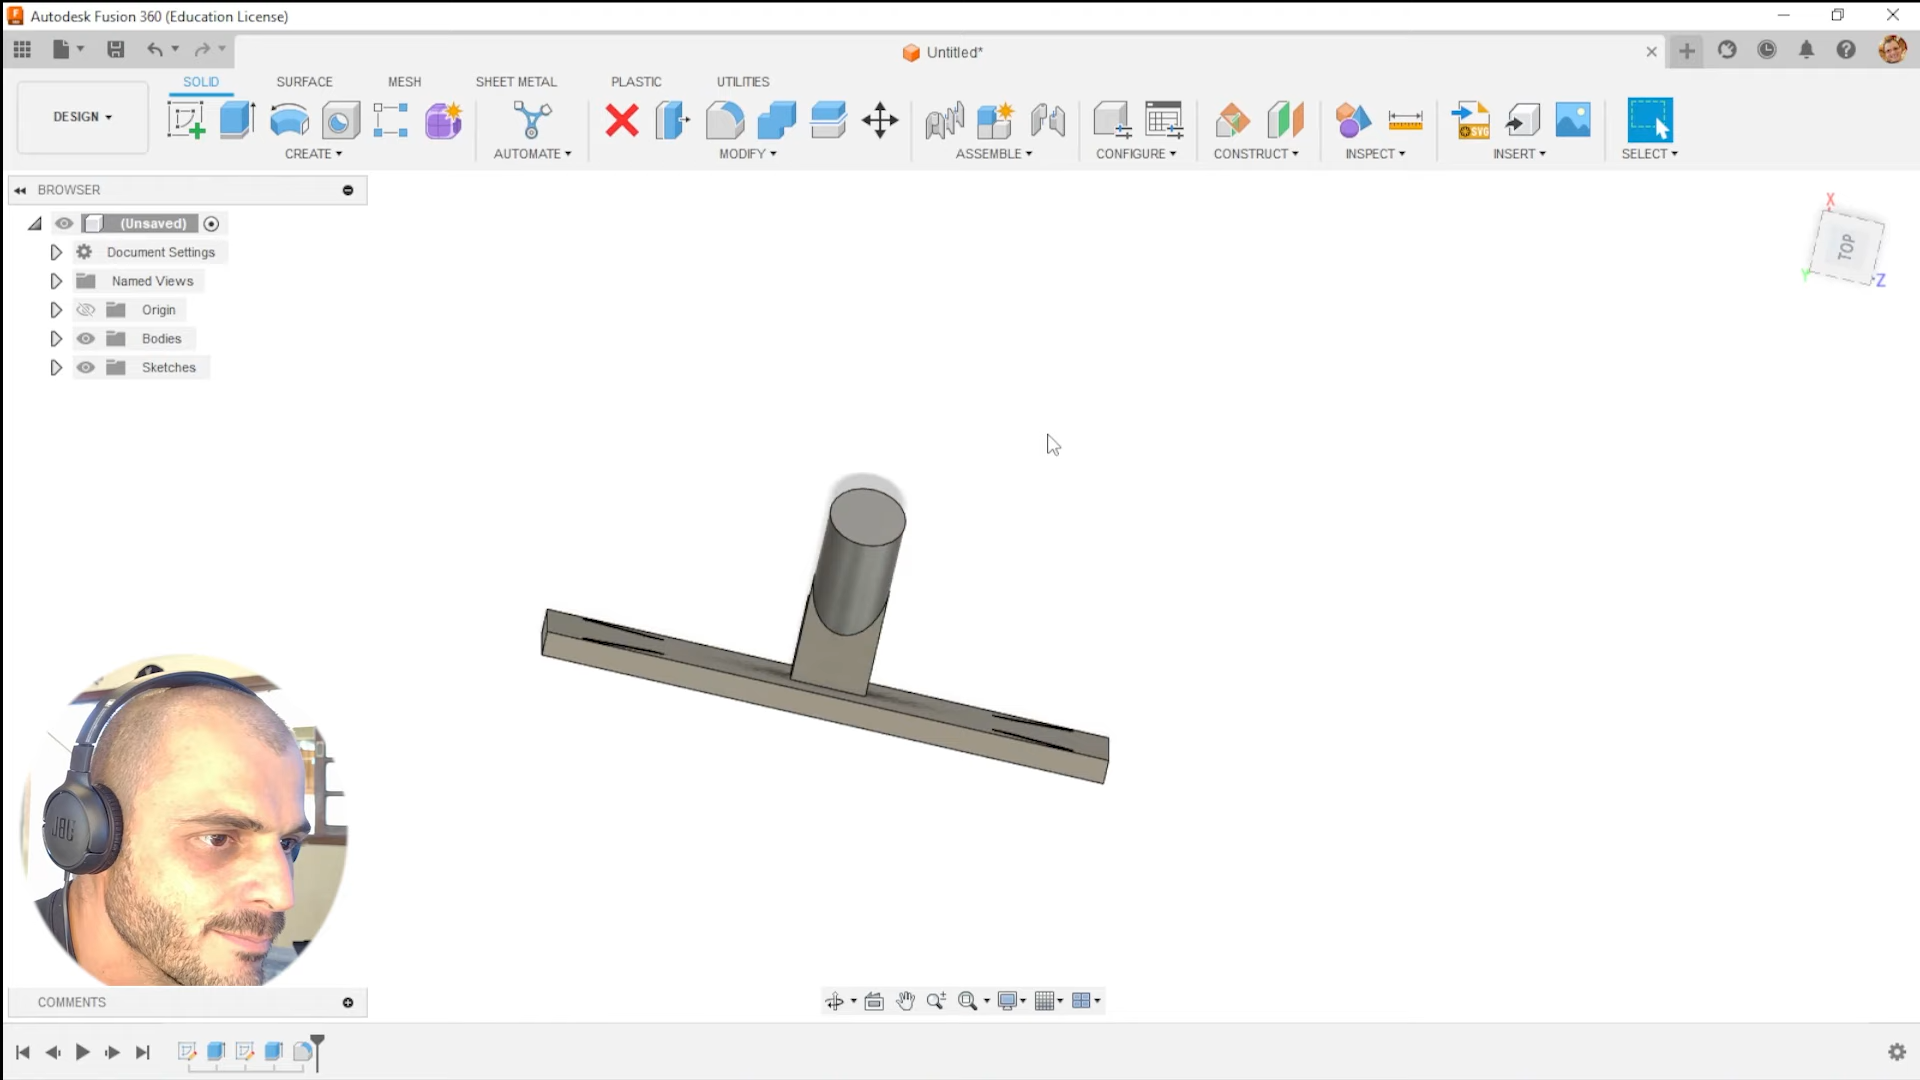 Autodesk Fusion 360 (Education License)
Untitled*
SOLID SURFACE MESH SHEET METAL PLASTIC UTILITIES
DESIGN
CREATE AUTOMATE MODIFY ASSEMBLE CONFIGURE CONSTRUCT INSPECT INSERT SELECT
SVG
BROWSER
(Unsaved)
Document Settings
Named Views
Origin
Bodies
Sketches
X
TOP
Y
Z
JBL
COMMENTS